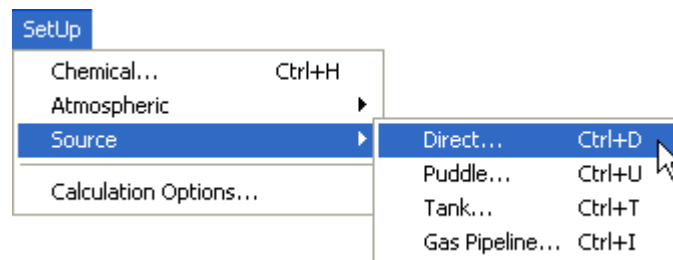 SetUp
Chemical... Ctrl+H
Atmospheric
Source
Calculation Options...
Direct... Ctrl+D
Puddle... Ctrl+U
Tank... Ctrl+T
Gas Pipeline... Ctrl+I